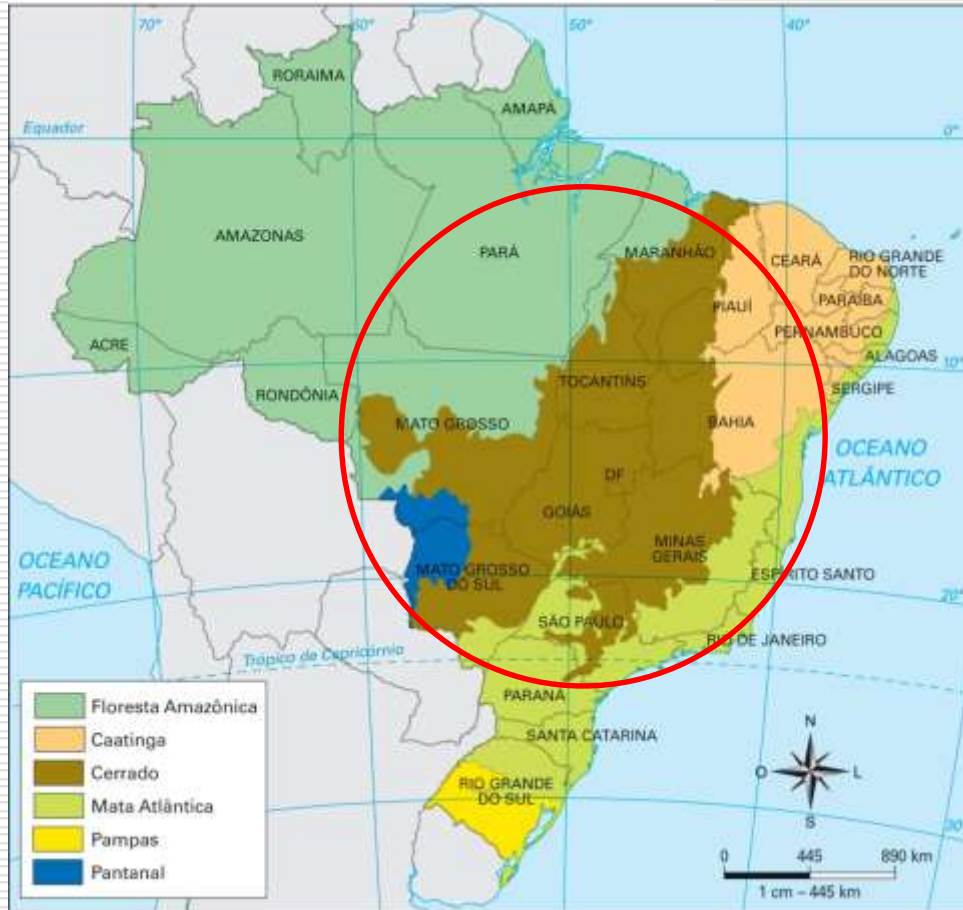 70°
60°
50°
40°
RORAIMA
AMAPÁ
Equador
0°
AMAZONAS
PARÁ
MARANHÃO
CEARÁ
RIO GRANDE
DO NORTE
PIAUÍ
PARAÍBA
PERNAMBUCO
ACRE
ALAGOAS
10°
RONDÔNIA
TOCANTINS
SERGIPE
MATO GROSSO
BAHIA
OCEANO
ATLÂNTICO
DF
GOIÁS
MINAS
GERAIS
OCEANO
PACÍFICO
MATO GROSSO
DO SUL
ESPÍRITO SANTO
20°
SÃO PAULO
RIO DE JANEIRO
Trópico de Capricórnio
PARANÁ
SANTA CATARINA
RIO GRANDE
DO SUL
Floresta Amazônica
Caatinga
Cerrado
Mata Atlântica
Pampas
Pantanal
N
O
L
S
30°
0
445
890 km
1 cm – 445 km